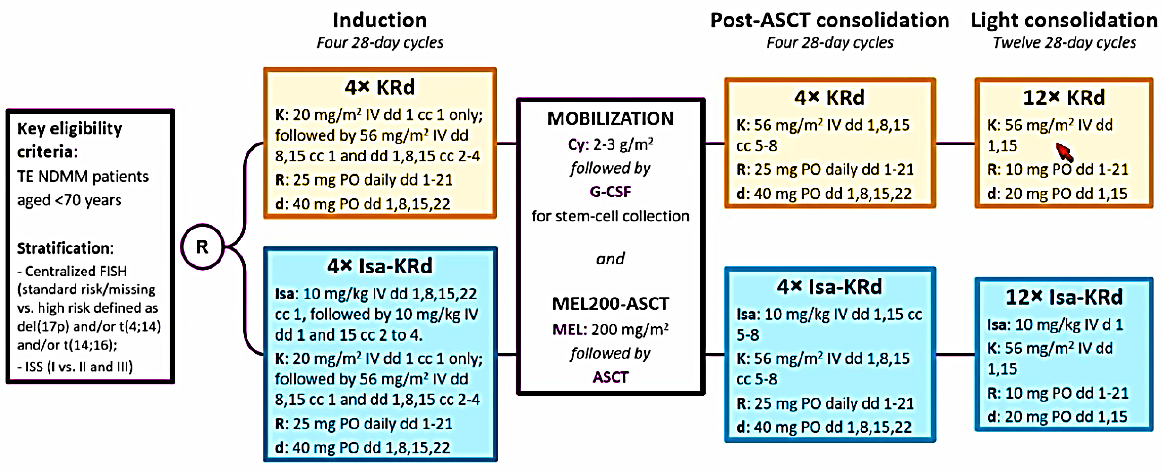 Induction
Four 28-day cycles
Post-ASCT consolidation
Four 28-day cycles
Light consolidation
Twelve 28-day cycles
Key eligibility
criteria:
TE NDMM patients
aged <70 years
Stratification:
- Centralized FISH
(standard risk/missing
vs. high risk defined as
del(17p) and/or t(4;14)
and/or t(14;16);
- ISS (I vs. II and III)
R
4× KRd
K: 20 mg/m² IV dd 1 cc 1 only;
followed by 56 mg/m² IV dd
8,15 cc 1 and dd 1,8,15 cc 2-4
R: 25 mg PO daily dd 1-21
d: 40 mg PO dd 1,8,15,22
4× Isa-KRd
Isa: 10 mg/kg IV dd 1,8,15,22
cc 1, followed by 10 mg/kg IV
dd 1 and 15 cc 2 to 4.
K: 20 mg/m² IV dd 1 cc 1 only;
followed by 56 mg/m² IV dd
8,15 cc 1 and dd 1,8,15 cc 2-4
R: 25 mg PO daily dd 1-21
d: 40 mg PO dd 1,8,15,22
MOBILIZATION
Cy: 2-3 g/m²
followed by
G-CSF
for stem-cell collection
and
MEL200-ASCT
MEL: 200 mg/m²
followed by
ASCT
4× KRd
K: 56 mg/m² IV dd 1,8,15
cc 5-8
R: 25 mg PO daily dd 1-21
d: 40 mg PO dd 1,8,15,22
4× Isa-KRd
Isa: 10 mg/kg IV dd 1,15 cc
5-8
K: 56 mg/m² IV dd 1,8,15
cc 5-8
R: 25 mg PO daily dd 1-21
d: 40 mg PO dd 1,8,15,22
12× KRd
K: 56 mg/m² IV dd
1,15
R: 10 mg PO dd 1-21
d: 20 mg PO dd 1,15
12× Isa-KRd
Isa: 10 mg/kg IV d 1
K: 56 mg/m² IV dd
1,15
R: 10 mg PO dd 1-21
d: 20 mg PO dd 1,15